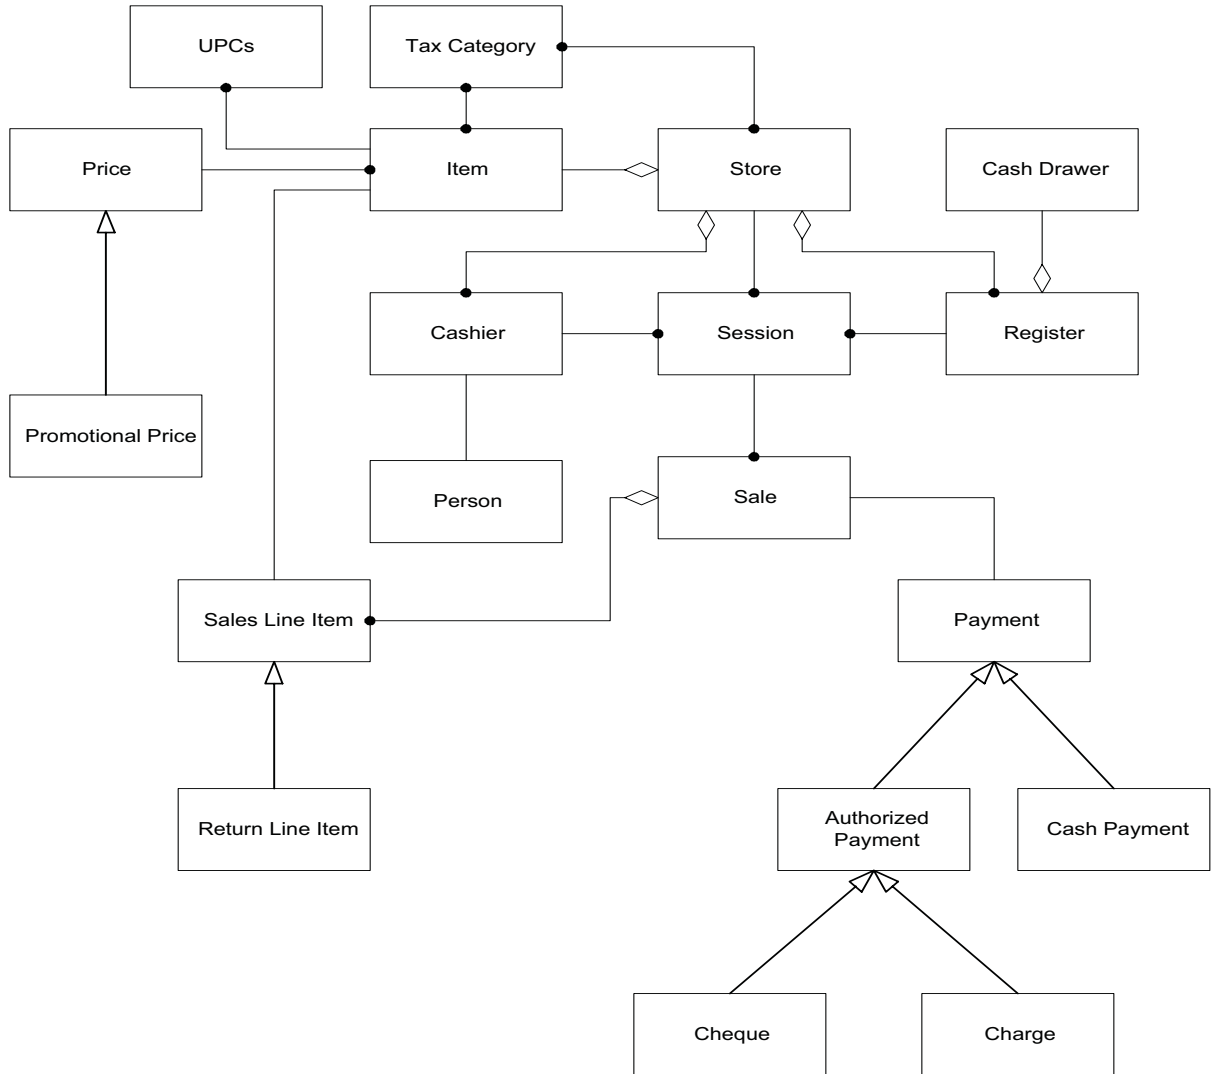 UPCs
Tax Category
Price
Item
Store
Cash Drawer
Cashier
Session
Register
Promotional Price
Person
Sale
Sales Line Item
Payment
Return Line Item
Authorized
Payment
Cash Payment
Cheque
Charge